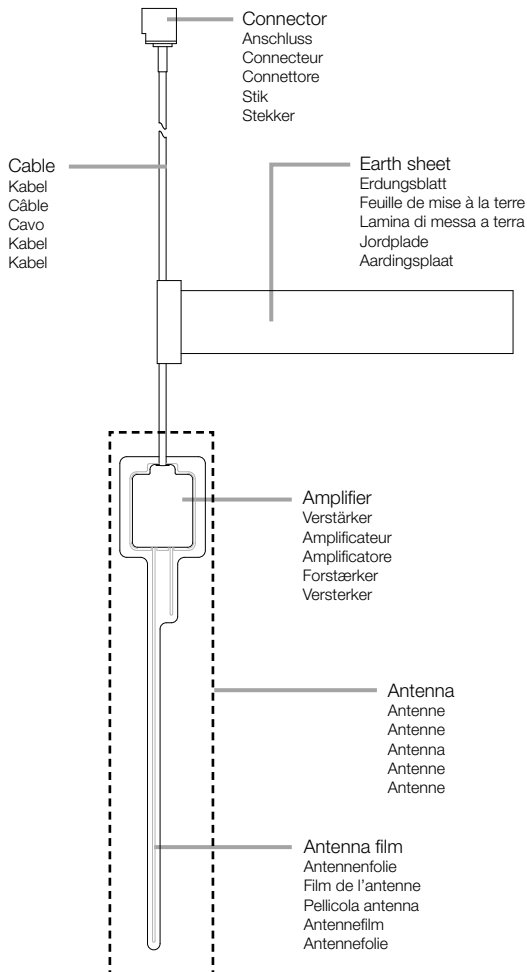 Connector
Anschluss
Connecteur
Connettore
Stik
Stekker
Cable
Kabel
Câble
Cavo
Kabel
Kabel
Earth sheet
Erdungsblatt
Feuille de mise à la terre
Lamina di messa a terra
Jordplade
Aardingsplaat
Amplifier
Verstärker
Amplificateur
Amplificatore
Forstærker
Versterker
Antenna
Antenne
Antenne
Antenna
Antenne
Antenne
Antenna film
Antennenfolie
Film de l’antenne
Pellicola antenna
Antennefilm
Antennefolie